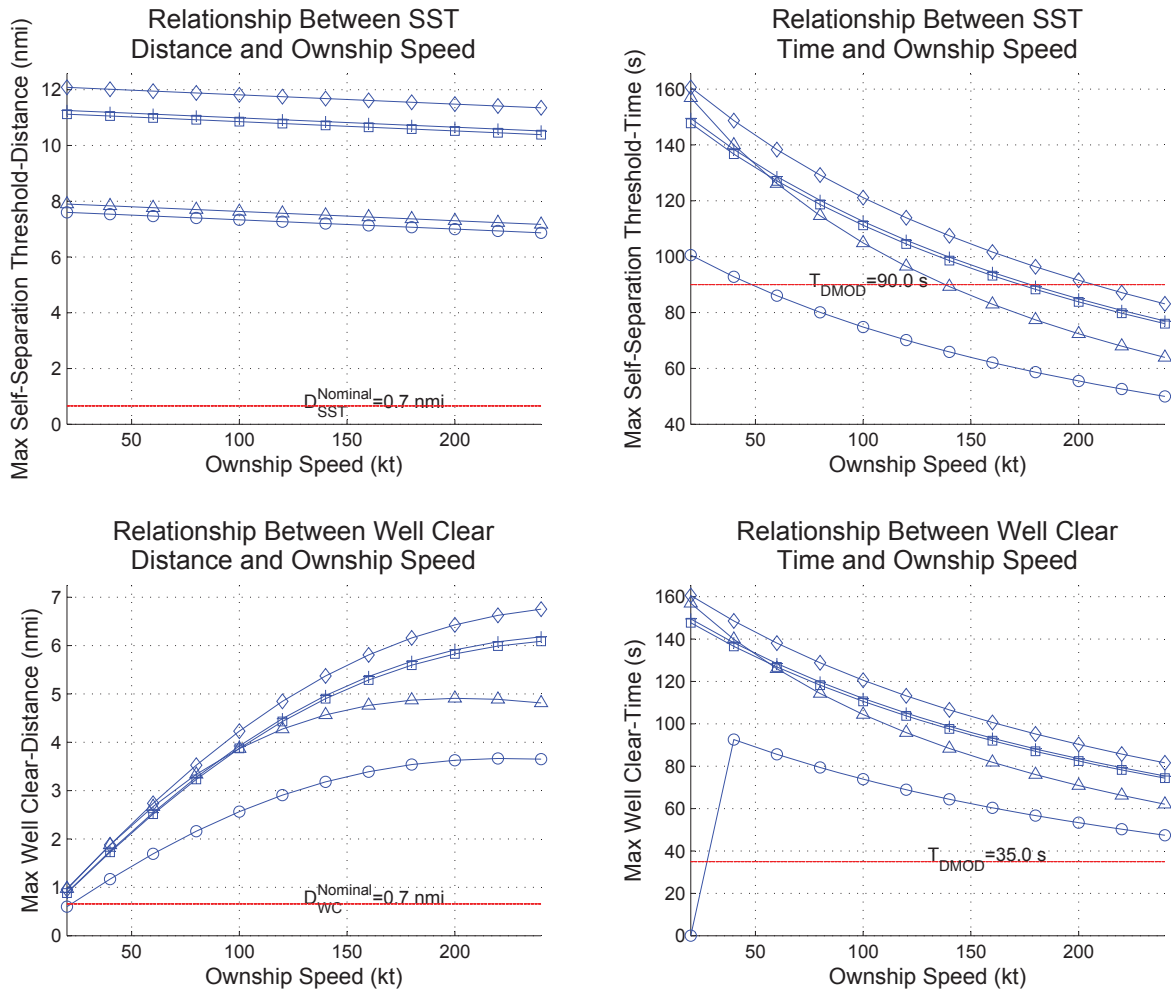 Relationship Between SST
Distance and Ownship Speed
Max Self-Separation Threshold-Distance (nmi)
12
10
8
6
4
2
0
D_SST^Nominal=0.7 nmi
50 100 150 200
Ownship Speed (kt)
Relationship Between SST
Time and Ownship Speed
Max Self-Separation Threshold-Time (s)
160
140
120
100
80
60
40
T_DMOD=90.0 s
50 100 150 200
Ownship Speed (kt)
Relationship Between Well Clear
Distance and Ownship Speed
Max Well Clear-Distance (nmi)
7
6
5
4
3
2
1
0
D_WC^Nominal=0.7 nmi
50 100 150 200
Ownship Speed (kt)
Relationship Between Well Clear
Time and Ownship Speed
Max Well Clear-Time (s)
160
140
120
100
80
60
40
20
0
T_DMOD=35.0 s
50 100 150 200
Ownship Speed (kt)